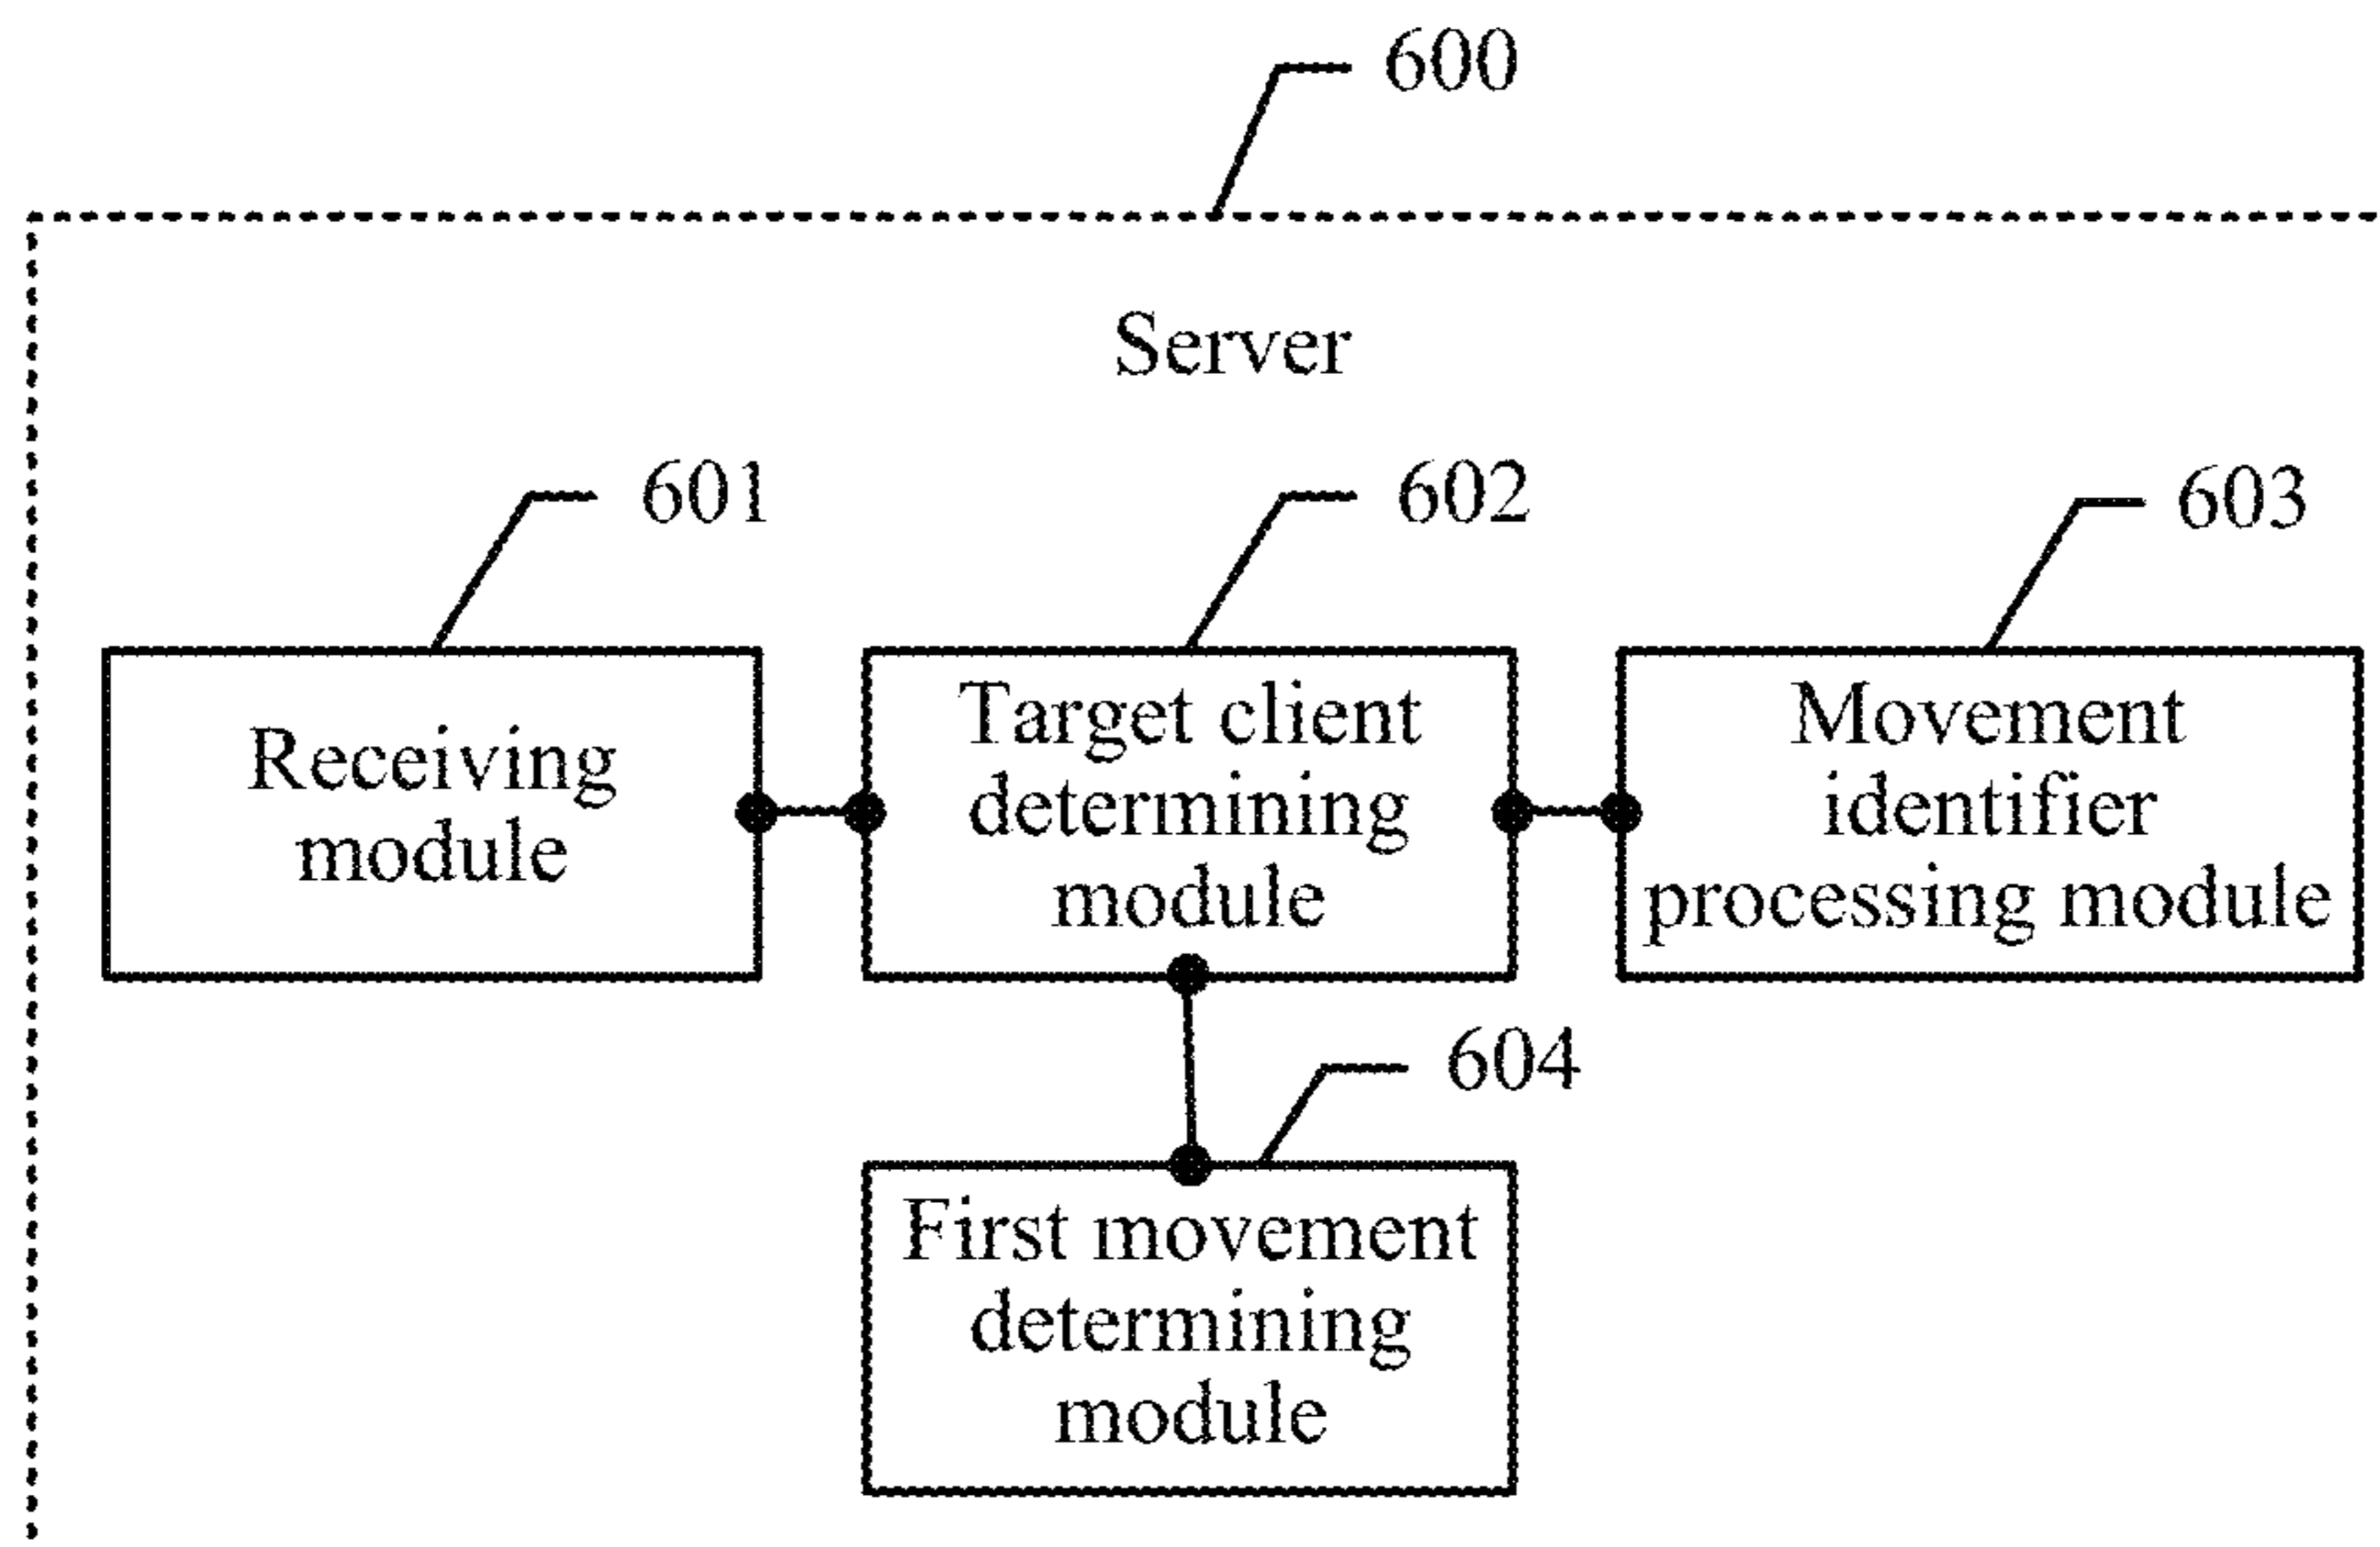 600
Server
601
602
603
Receiving
module
Target client
determining
module
Movement
identifier
processing module
604
First movement
determining
module